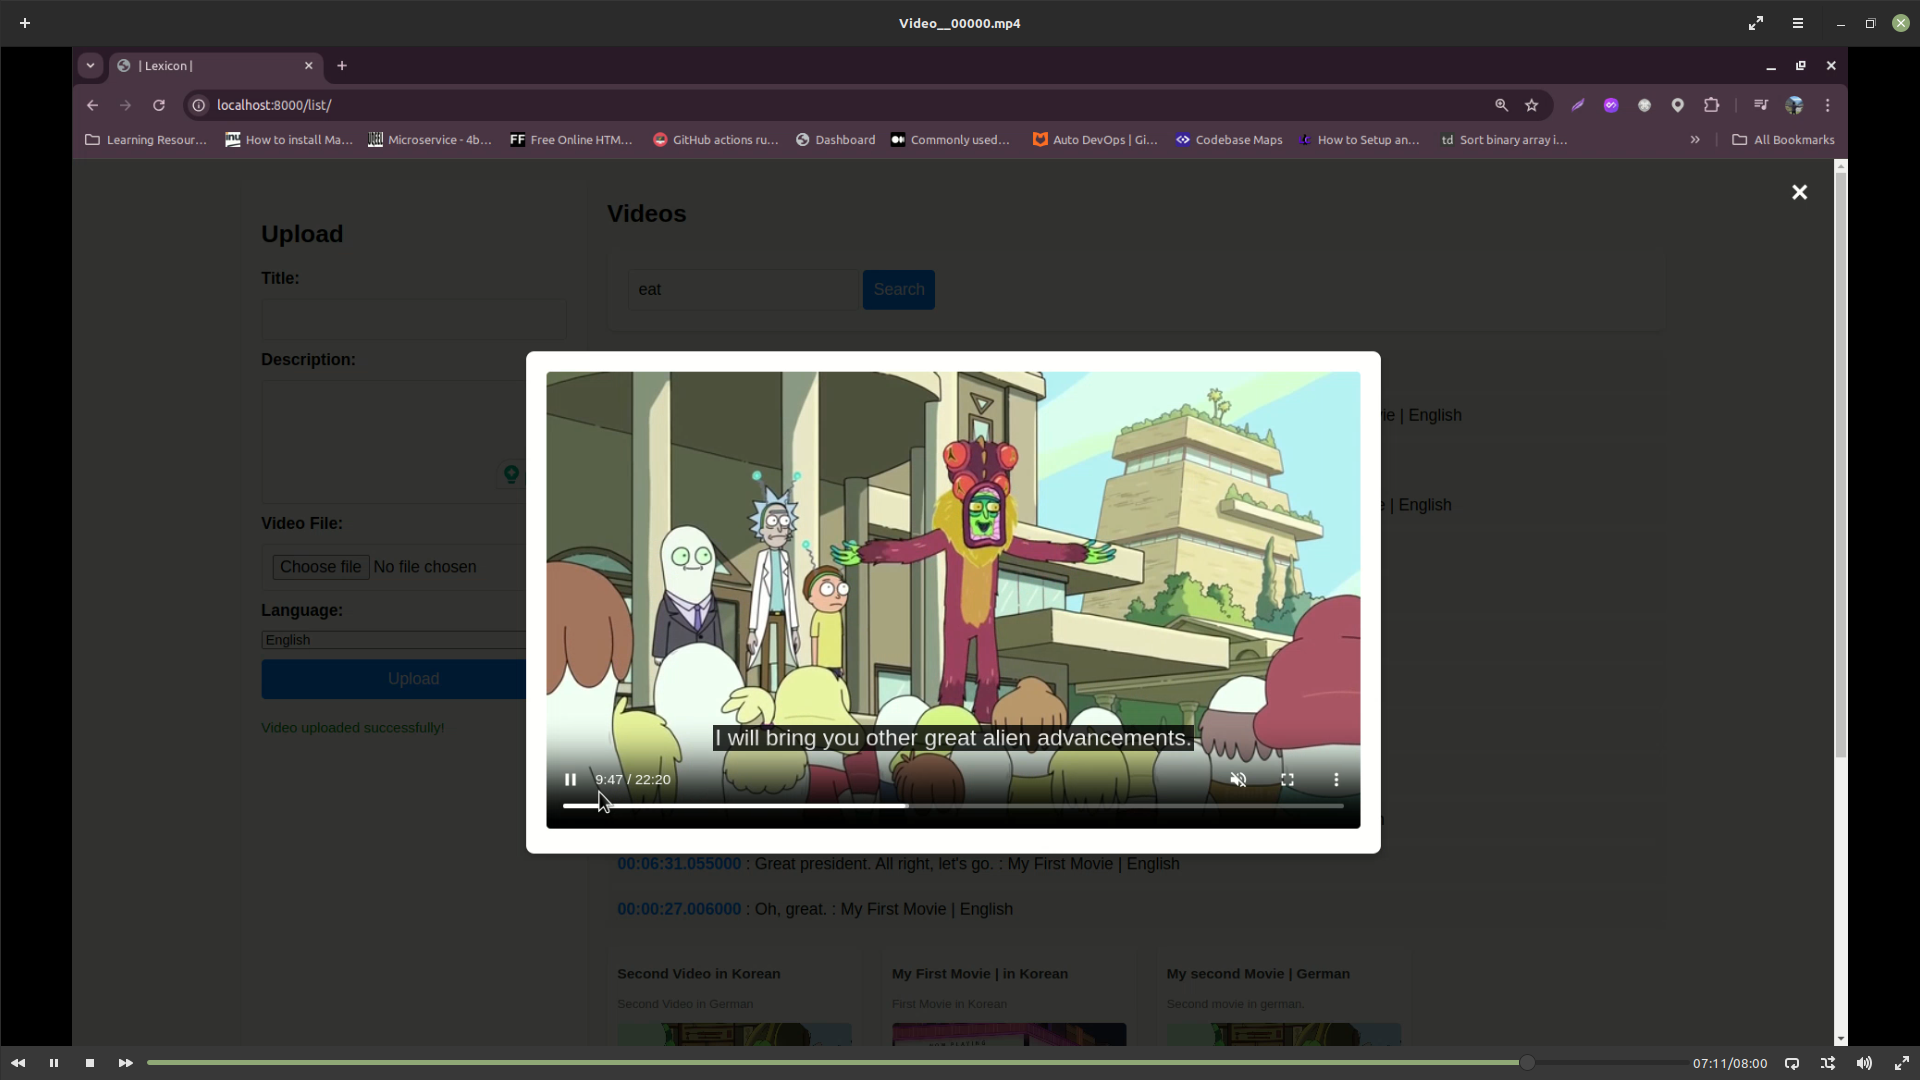 Video__00000.mp4
| Lexicon |
localhost:8000/list/
Learning Resour...
How to install Ma...
Microservice - 4b...
FF Free Online HTM...
GitHub actions ru...
Dashboard
Commonly used...
Auto DevOps | Gi...
Codebase Maps
How to Setup an...
td Sort binary array i...
»
All Bookmarks
Upload
Title:
Description:
Video File:
Choose file No file chosen
Language:
English
Upload
Video uploaded successfully!
Videos
eat
Search
ie | English
e | English
I will bring you other great alien advancements.
9:47 / 22:20
00:06:31.055000 : Great president. All right, let's go. : My First Movie | English
00:00:27.006000 : Oh, great. : My First Movie | English
Second Video in Korean
Second Video in German
My First Movie | in Korean
First Movie in Korean
My second Movie | German
Second movie in german.
07:11/08:00